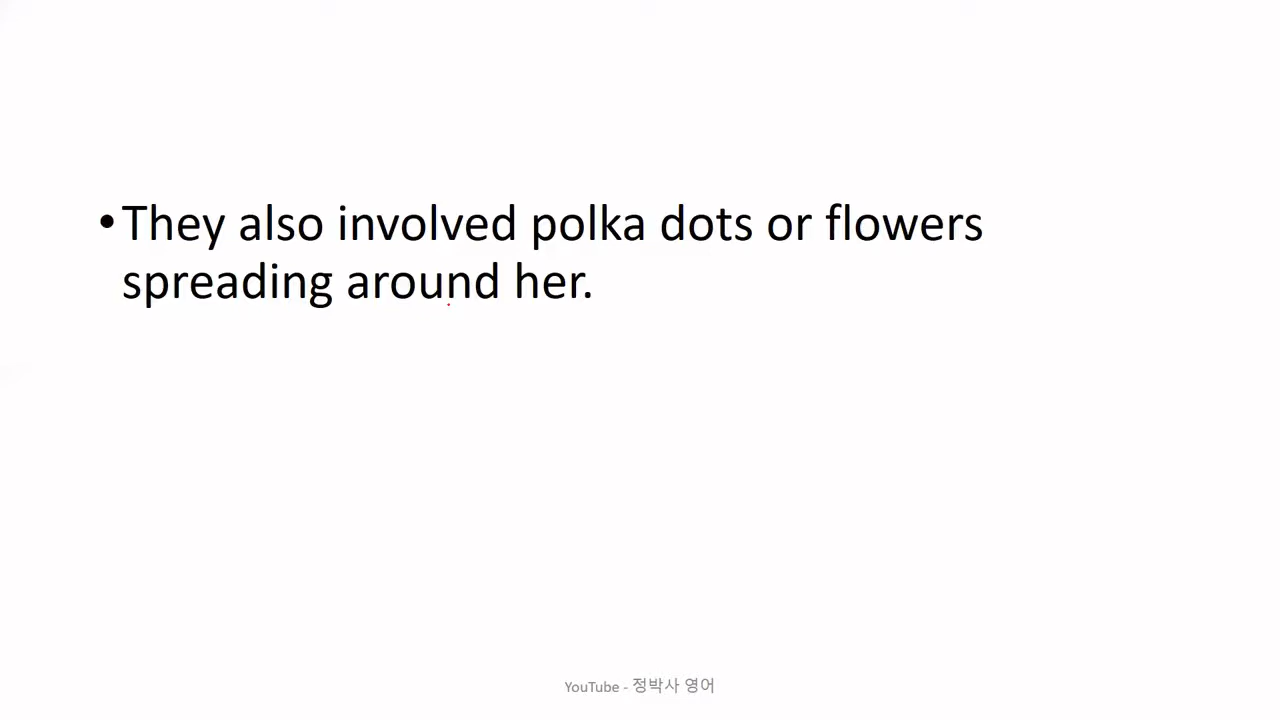 •They also involved polka dots or flowers
spreading around her.
YouTube - 정박사 영어